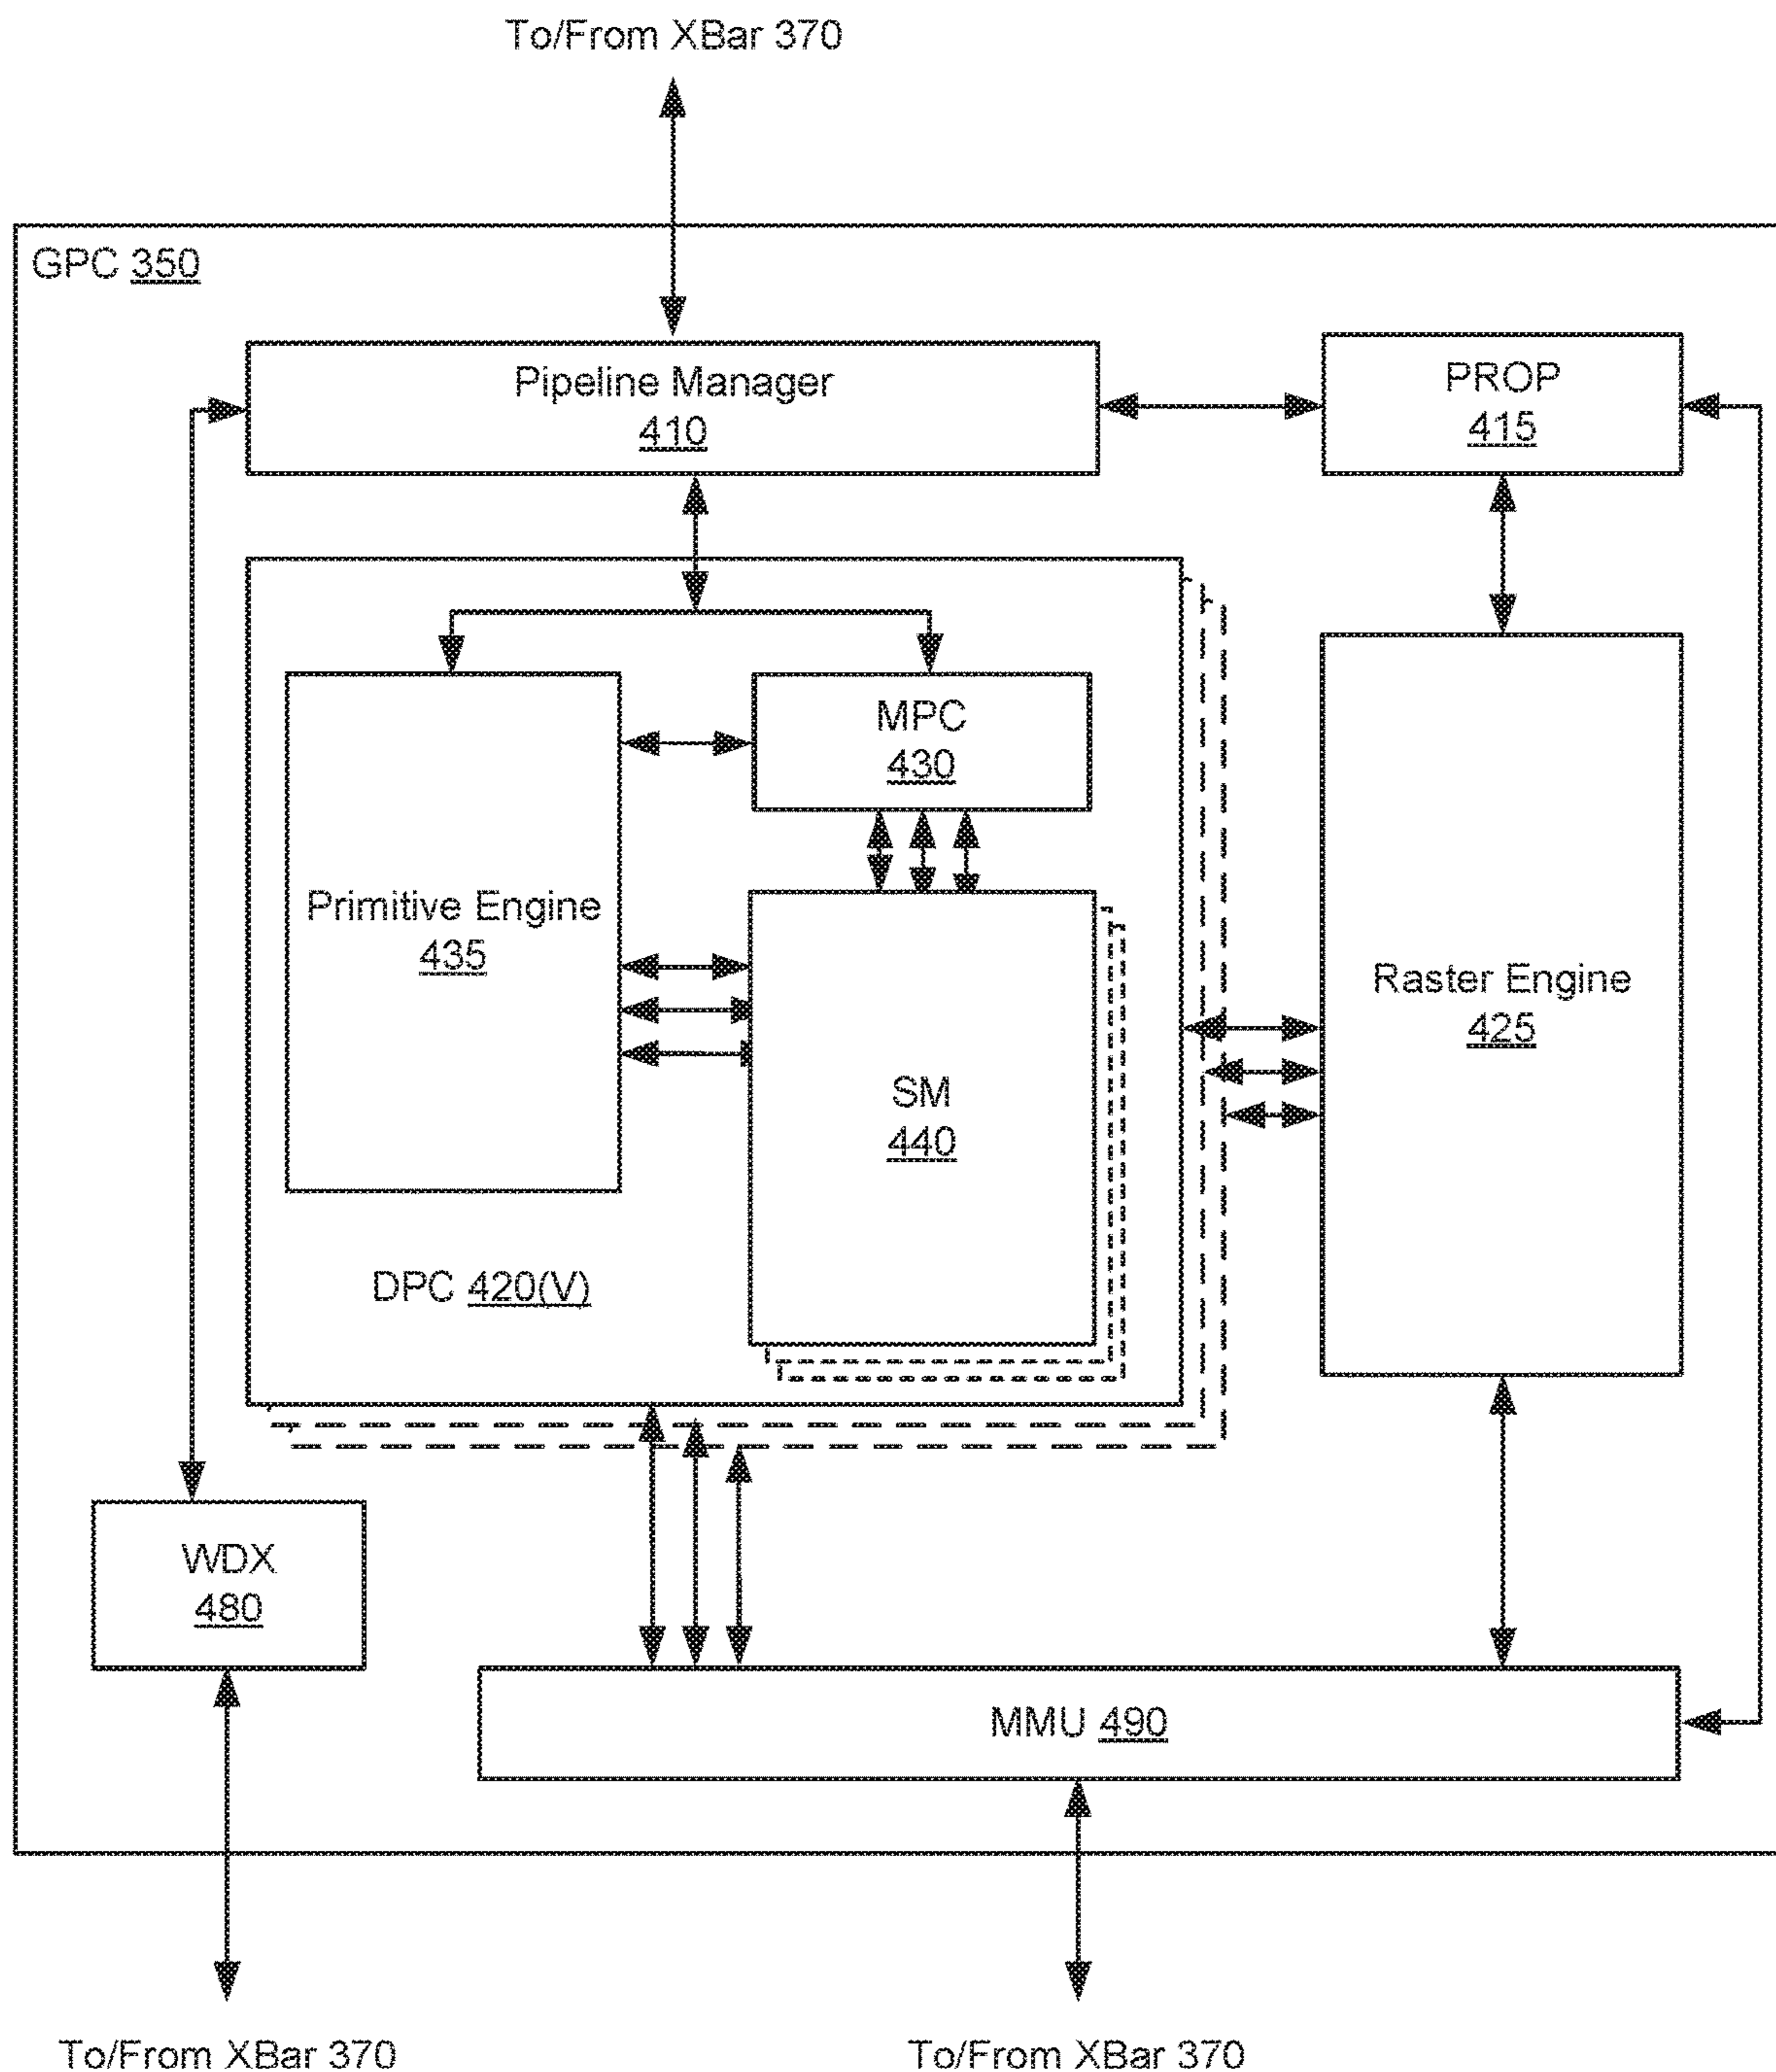 To/From XBar 370
GPC 350
Pipeline Manager
410
PROP
415
MPC
430
Primitive Engine
435
Raster Engine
425
SM
440
DPC 420(V)
WDX
480
MMU 490
To/From XBar 370
To/From XBar 370